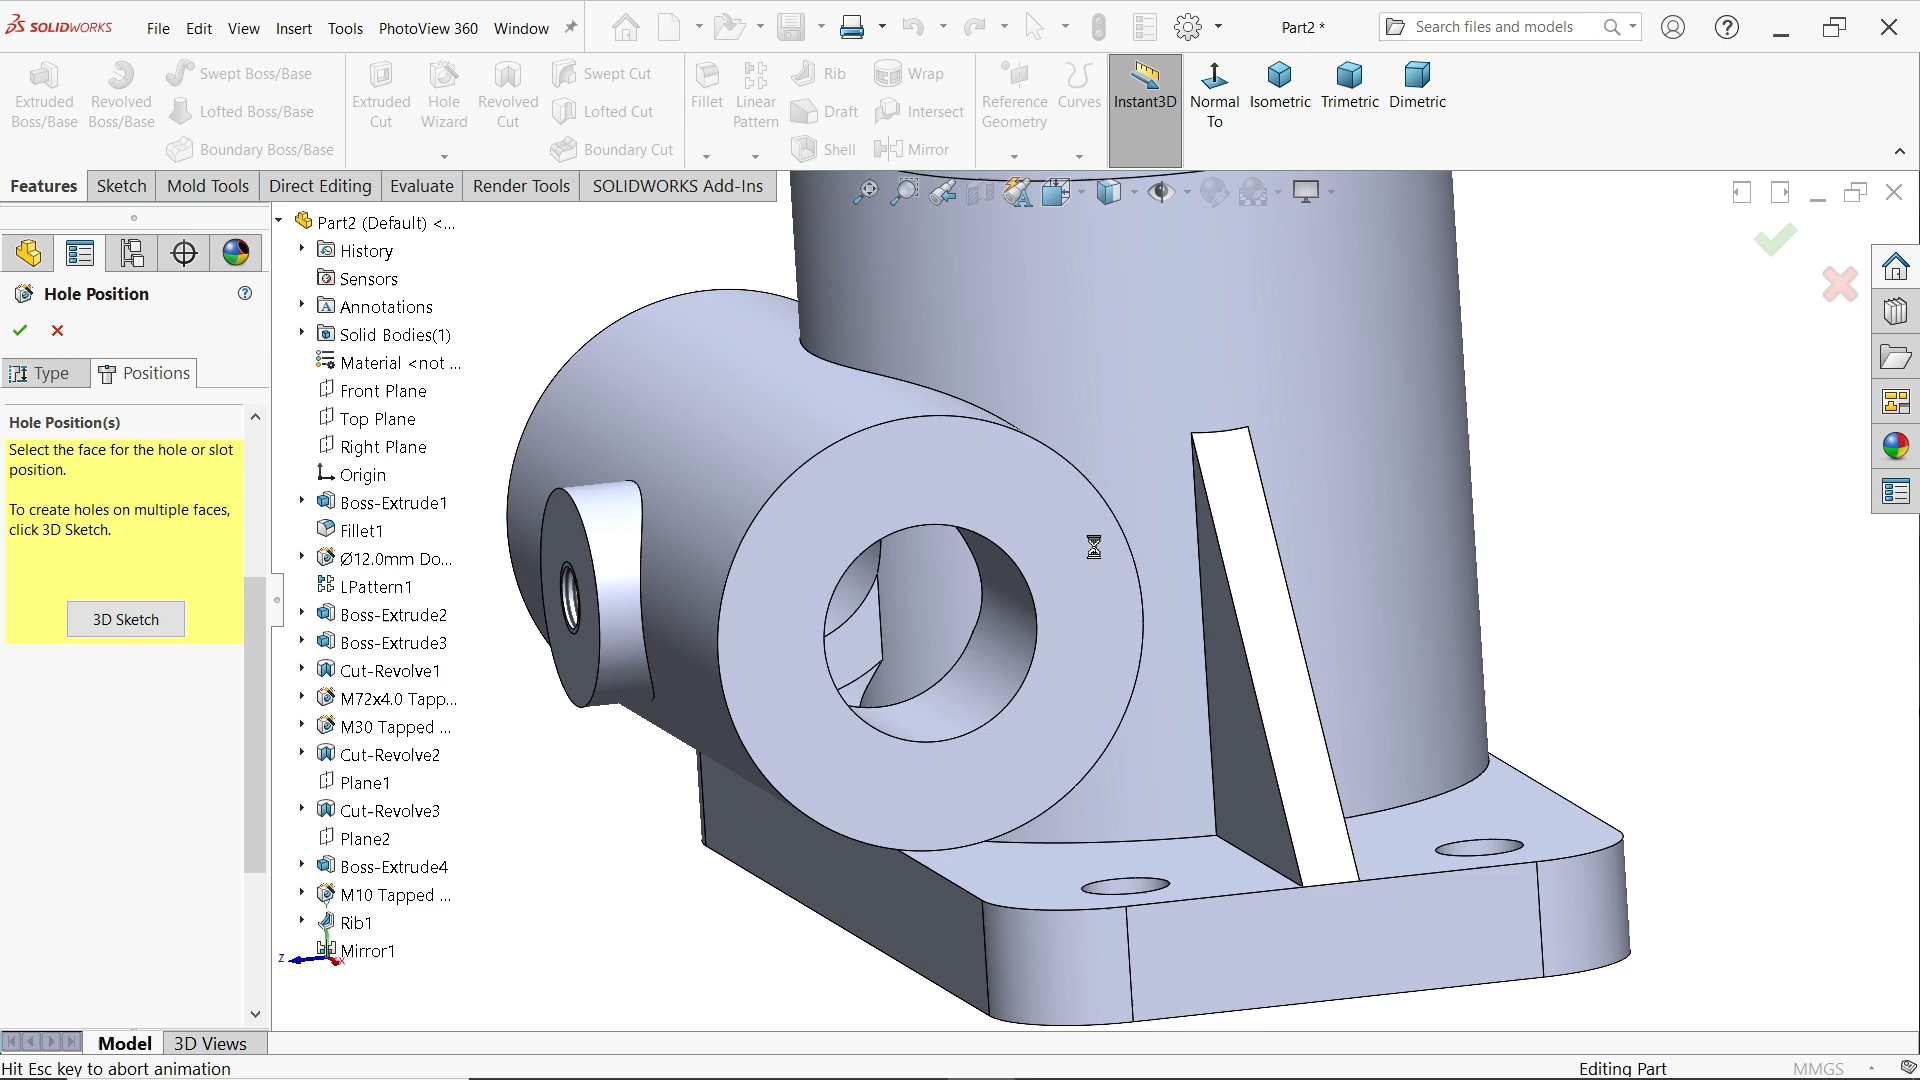 SOLIDWORKS File Edit View Insert Tools PhotoView 360 Window Part2 * Search files and models
Extruded Boss/Base
Revolved Boss/Base
Swept Boss/Base
Lofted Boss/Base
Boundary Boss/Base
Extruded Cut
Hole Wizard
Revolved Cut
Swept Cut
Lofted Cut
Boundary Cut
Fillet
Linear Pattern
Rib
Draft
Shell
Wrap
Intersect
Mirror
Reference Geometry
Curves
Instant3D
Normal To
Isometric
Trimetric
Dimetric
Features Sketch Mold Tools Direct Editing Evaluate Render Tools SOLIDWORKS Add-Ins
Hole Position
Type Positions
Hole Position(s)
Select the face for the hole or slot
position.
To create holes on multiple faces,
click 3D Sketch.
3D Sketch
Part2 (Default) <...
History
Sensors
Annotations
Solid Bodies(1)
Material <not ...
Front Plane
Top Plane
Right Plane
Origin
Boss-Extrude1
Fillet1
Ø12.0mm Do...
LPattern1
Boss-Extrude2
Boss-Extrude3
Cut-Revolve1
M72x4.0 Tapp...
M30 Tapped ...
Cut-Revolve2
Plane1
Cut-Revolve3
Plane2
Boss-Extrude4
M10 Tapped ...
Rib1
Mirror1
Z X
Model 3D Views
Hit Esc key to abort animation Editing Part MMGS